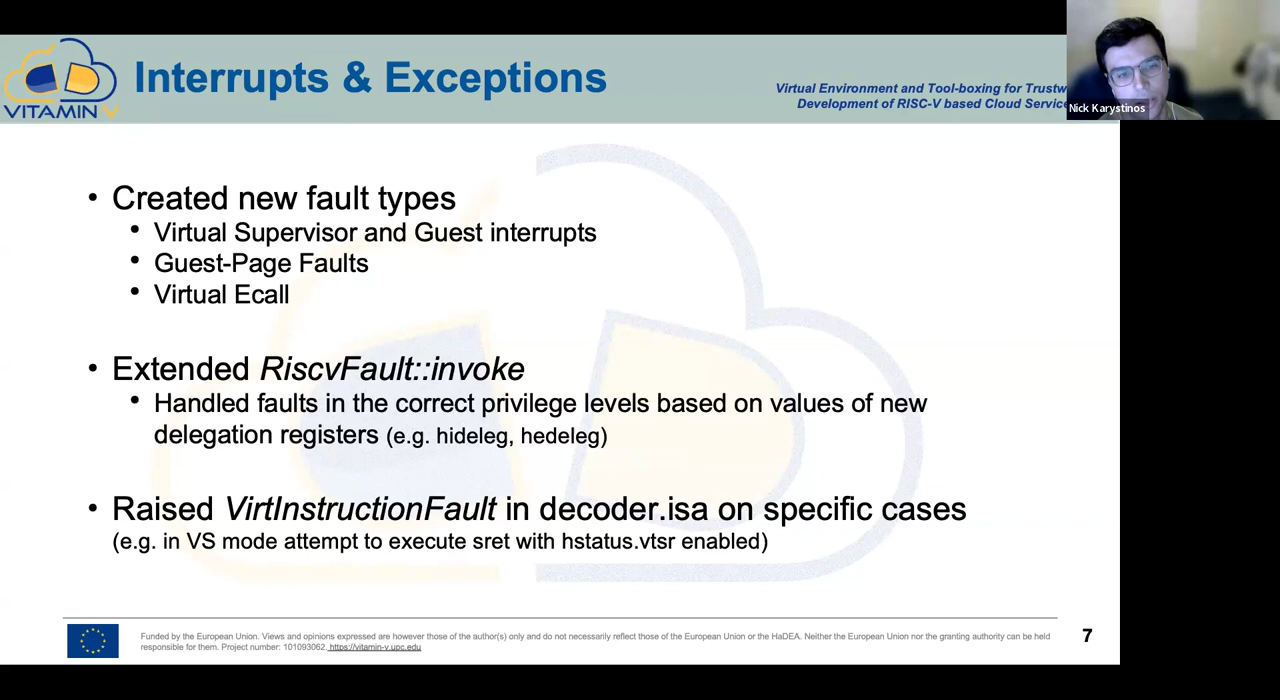 VITAMIN-V
Interrupts & Exceptions
Virtual Environment and Tool-boxing for Trustw
Development of RISC-V based Cloud Servic
Nick Karystinos
• Created new fault types
• Virtual Supervisor and Guest interrupts
• Guest-Page Faults
• Virtual Ecall
• Extended RiscvFault::invoke
• Handled faults in the correct privilege levels based on values of new
delegation registers (e.g. hideleg, hedeleg)
• Raised VirtInstructionFault in decoder.isa on specific cases
(e.g. in VS mode attempt to execute sret with hstatus.vtsr enabled)
Funded by the European Union. Views and opinions expressed are however those of the author(s) only and do not necessarily reflect those of the European Union or the HaDEA. Neither the European Union nor the granting authority can be held
responsible for them. Project number: 101093062. https://vitamin-v.upc.edu
7